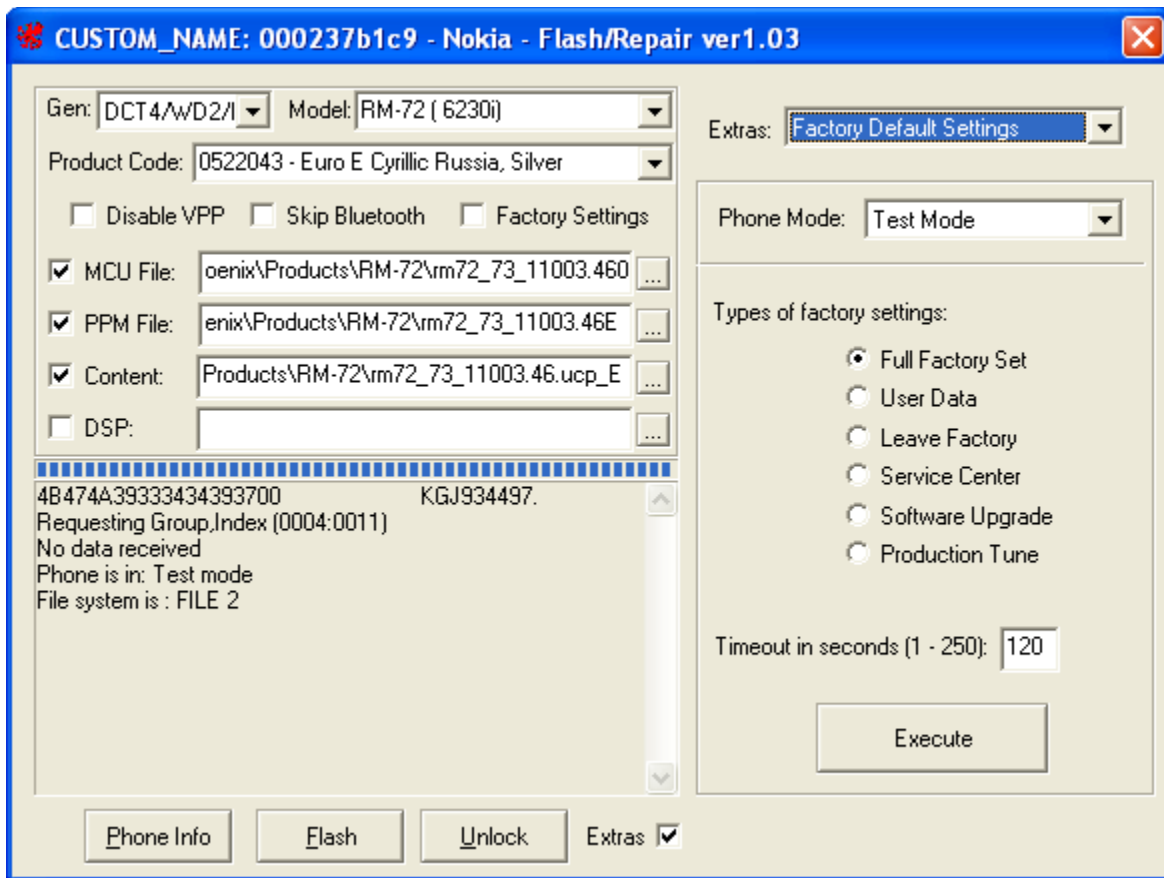 CUSTOM_NAME: 000237b1c9 - Nokia - Flash/Repair ver1.03
Gen: DCT4/WD2/I Model: RM-72 ( 6230i)
Product Code: 0522043 - Euro E Cyrillic Russia, Silver
Disable VPP Skip Bluetooth Factory Settings
MCU File: oenix\Products\RM-72\rm72_73_11003.460 ...
PPM File: enix\Products\RM-72\rm72_73_11003.46E ...
Content: Products\RM-72\rm72_73_11003.46.ucp_E ...
DSP: ...
4B474A39333434393700 KGJ934497.
Requesting Group,Index (0004:0011)
No data received
Phone is in: Test mode
File system is : FILE 2
Phone Info Flash Unlock Extras
Extras: Factory Default Settings
Phone Mode: Test Mode
Types of factory settings:
Full Factory Set
User Data
Leave Factory
Service Center
Software Upgrade
Production Tune
Timeout in seconds (1 - 250): 120
Execute